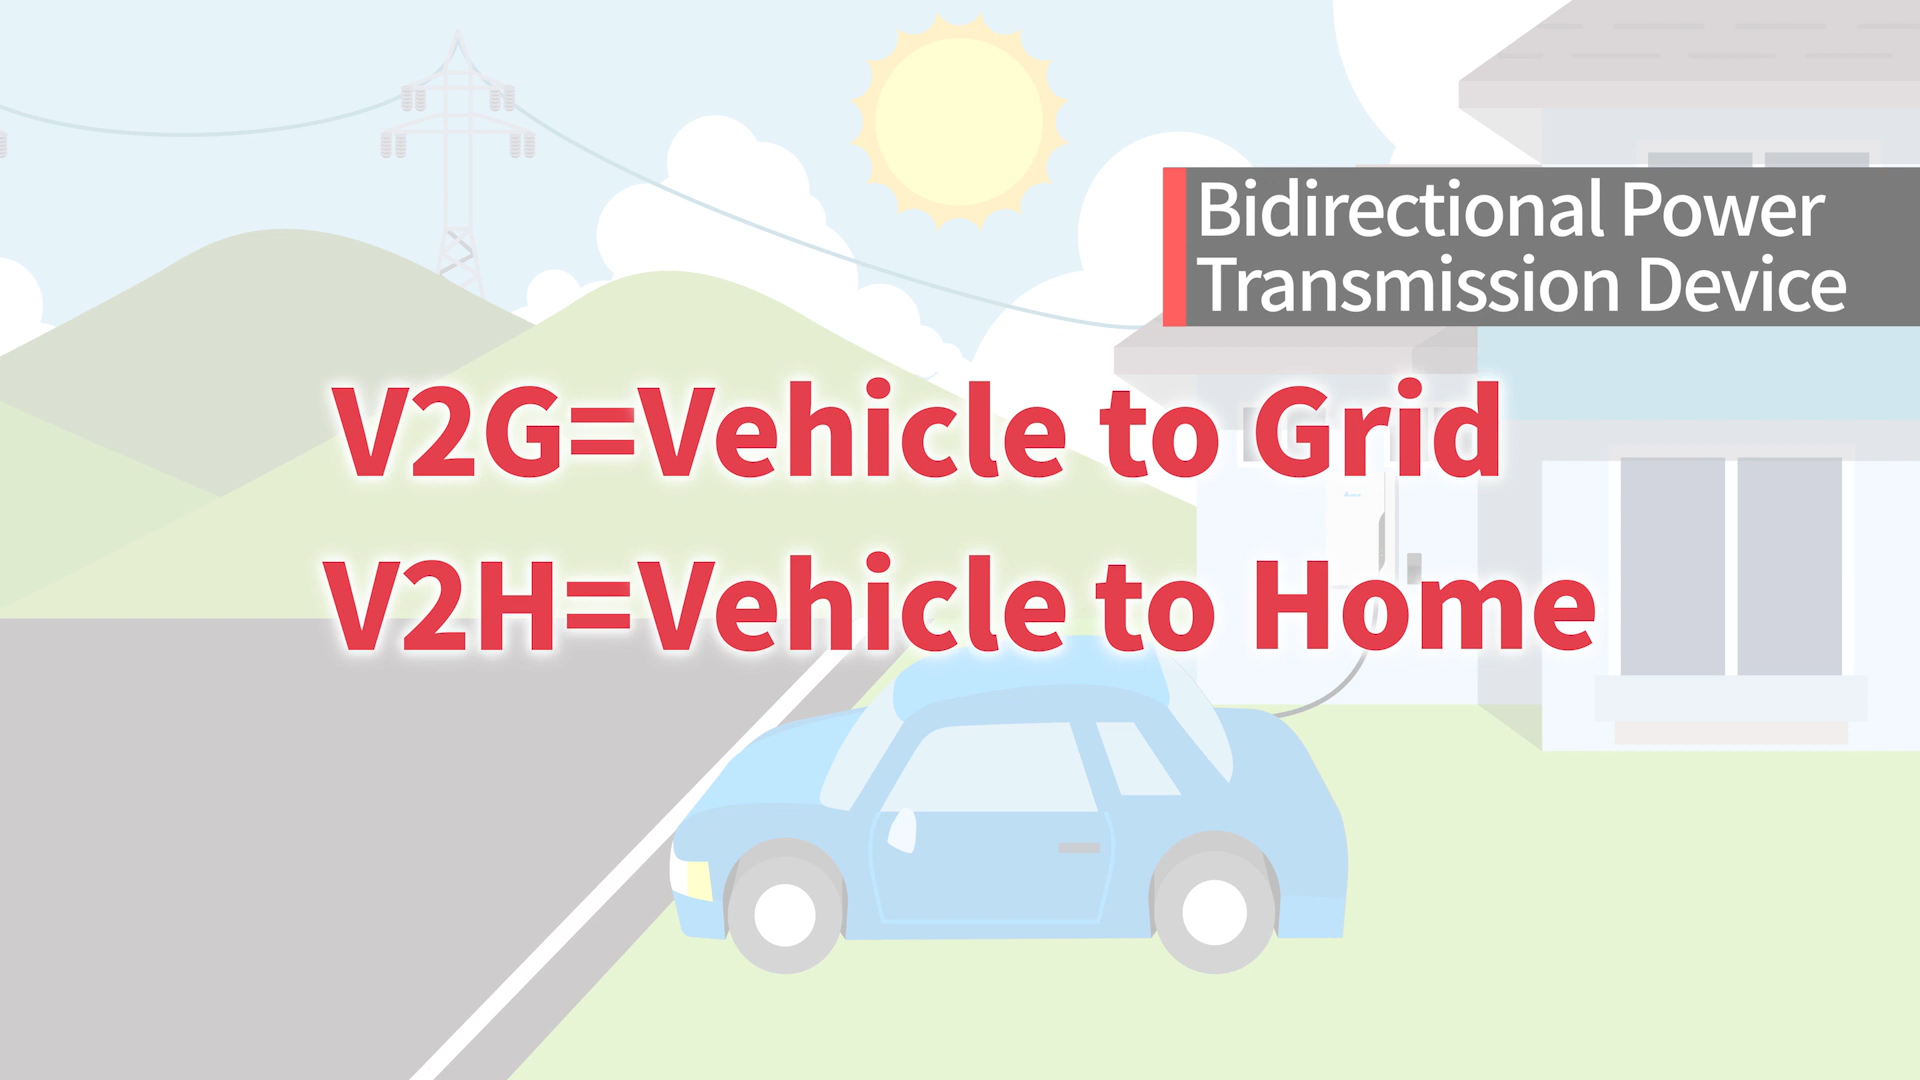 Bidirectional Power
Transmission Device
V2G=Vehicle to Grid
V2H=Vehicle to Home